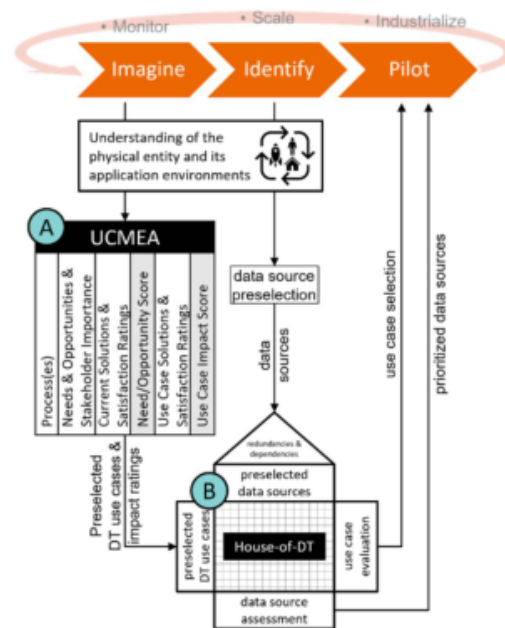 • Monitor
• Scale
• Industrialize
Imagine
Identify
Pilot
Understanding of the
physical entity and its
application environments
A
UCMEA
Process(es)
Needs & Opportunities &
Stakeholder Importance
Current Solutions &
Satisfaction Ratings
Need/Opportunity Score
Use Case Solutions &
Satisfaction Ratings
Use Case Impact Score
data source
preselection
data
sources
use case selection
prioritized data sources
Preselected
DT use cases &
impact ratings
redundancies &
dependencies
B
preselected
data sources
preselected
DT use cases
House-of-DT
use case
evaluation
data source
assessment